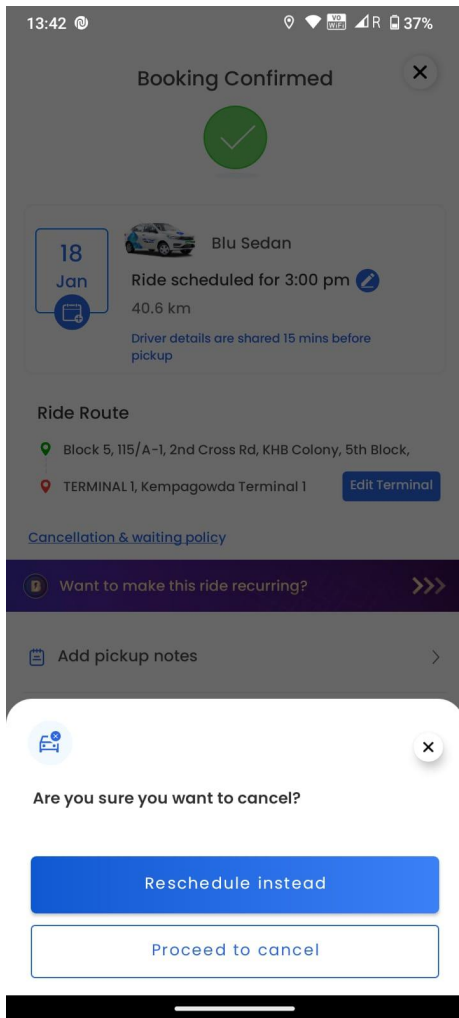 13:42 VO WIFI R 37%
Booking Confirmed
18
Jan
Blu Sedan
Ride scheduled for 3:00 pm
40.6 km
Driver details are shared 15 mins before
pickup
Ride Route
Block 5, 115/A-1, 2nd Cross Rd, KHB Colony, 5th Block,
TERMINAL 1, Kempagowda Terminal 1 Edit Terminal
Cancellation & waiting policy
Want to make this ride recurring?
Add pickup notes
Are you sure you want to cancel?
Reschedule instead
Proceed to cancel